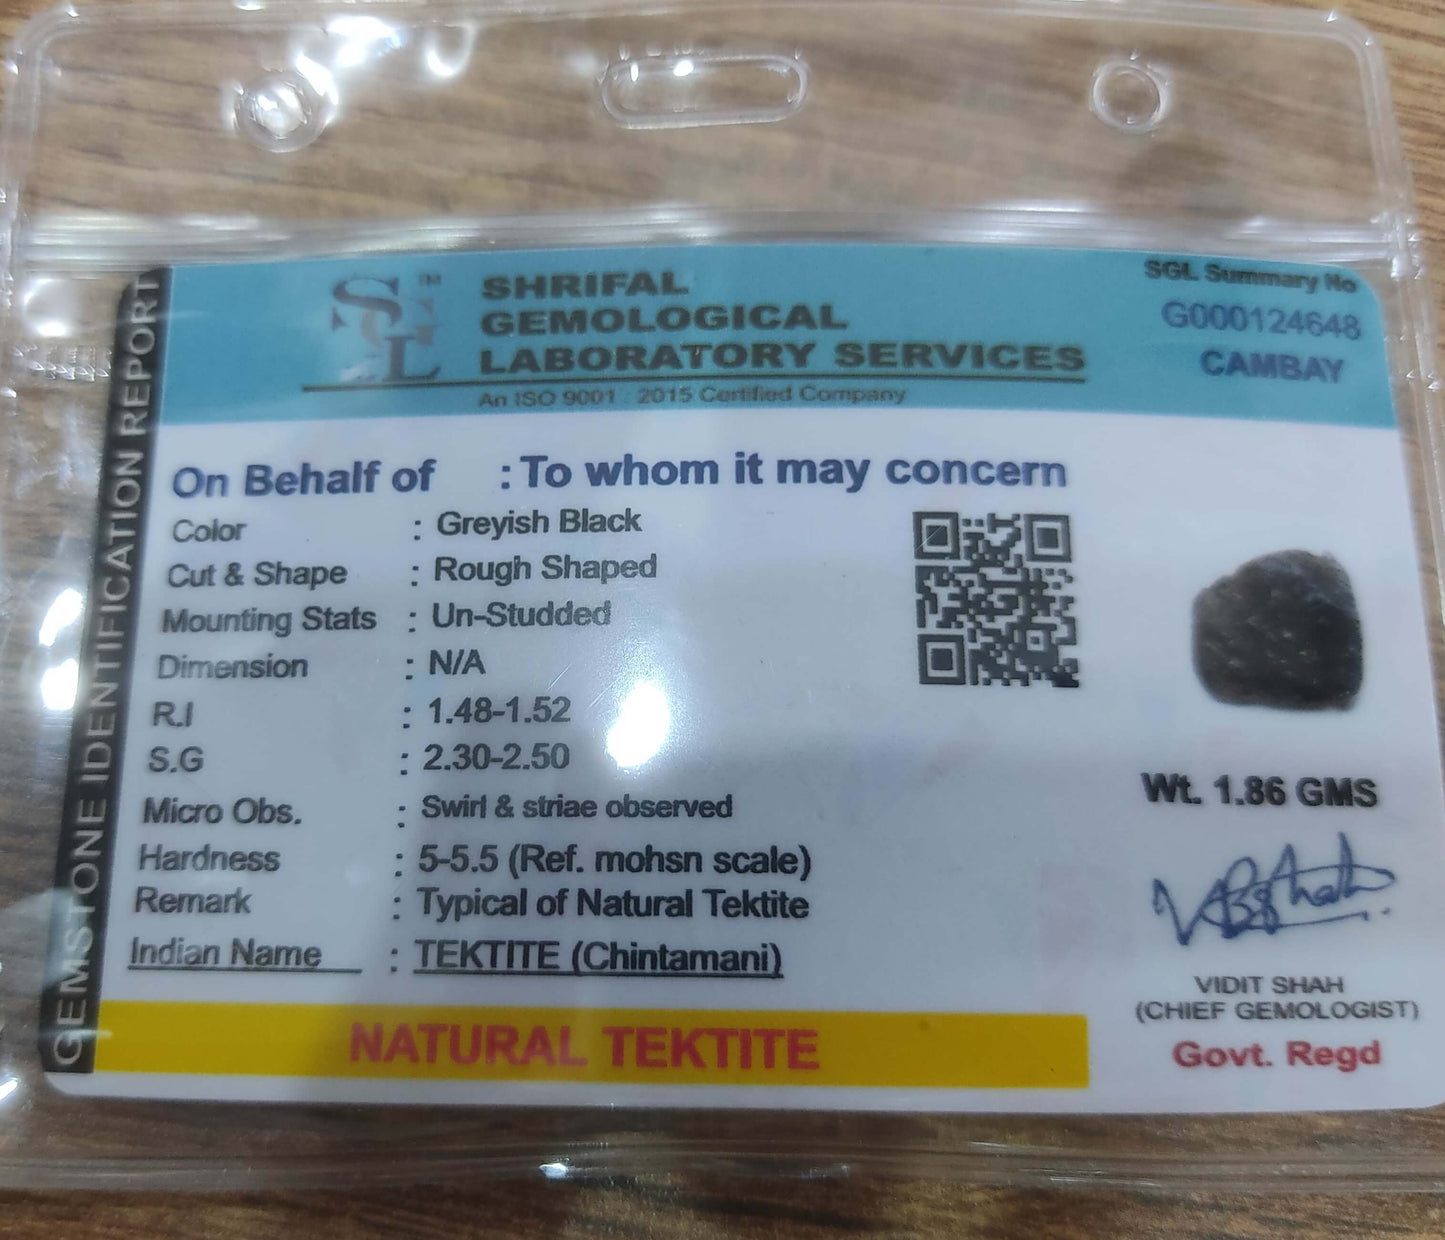 GEMSTONE IDENTIFICATION REPORT
SGL ™
SHRIFAL
GEMOLOGICAL
LABORATORY SERVICES
An ISO 9001 : 2015 Certified Company
SGL Summary No
G000124648
CAMBAY
On Behalf of : To whom it may concern
Color : Greyish Black
Cut & Shape : Rough Shaped
Mounting Stats : Un-Studded
Dimension : N/A
R.I : 1.48-1.52
S.G : 2.30-2.50
Micro Obs. : Swirl & striae observed
Hardness : 5-5.5 (Ref. mohsn scale)
Remark : Typical of Natural Tektite
Indian Name : TEKTITE (Chintamani)
NATURAL TEKTITE
Wt. 1.86 GMS
VIDIT SHAH
(CHIEF GEMOLOGIST)
Govt. Regd